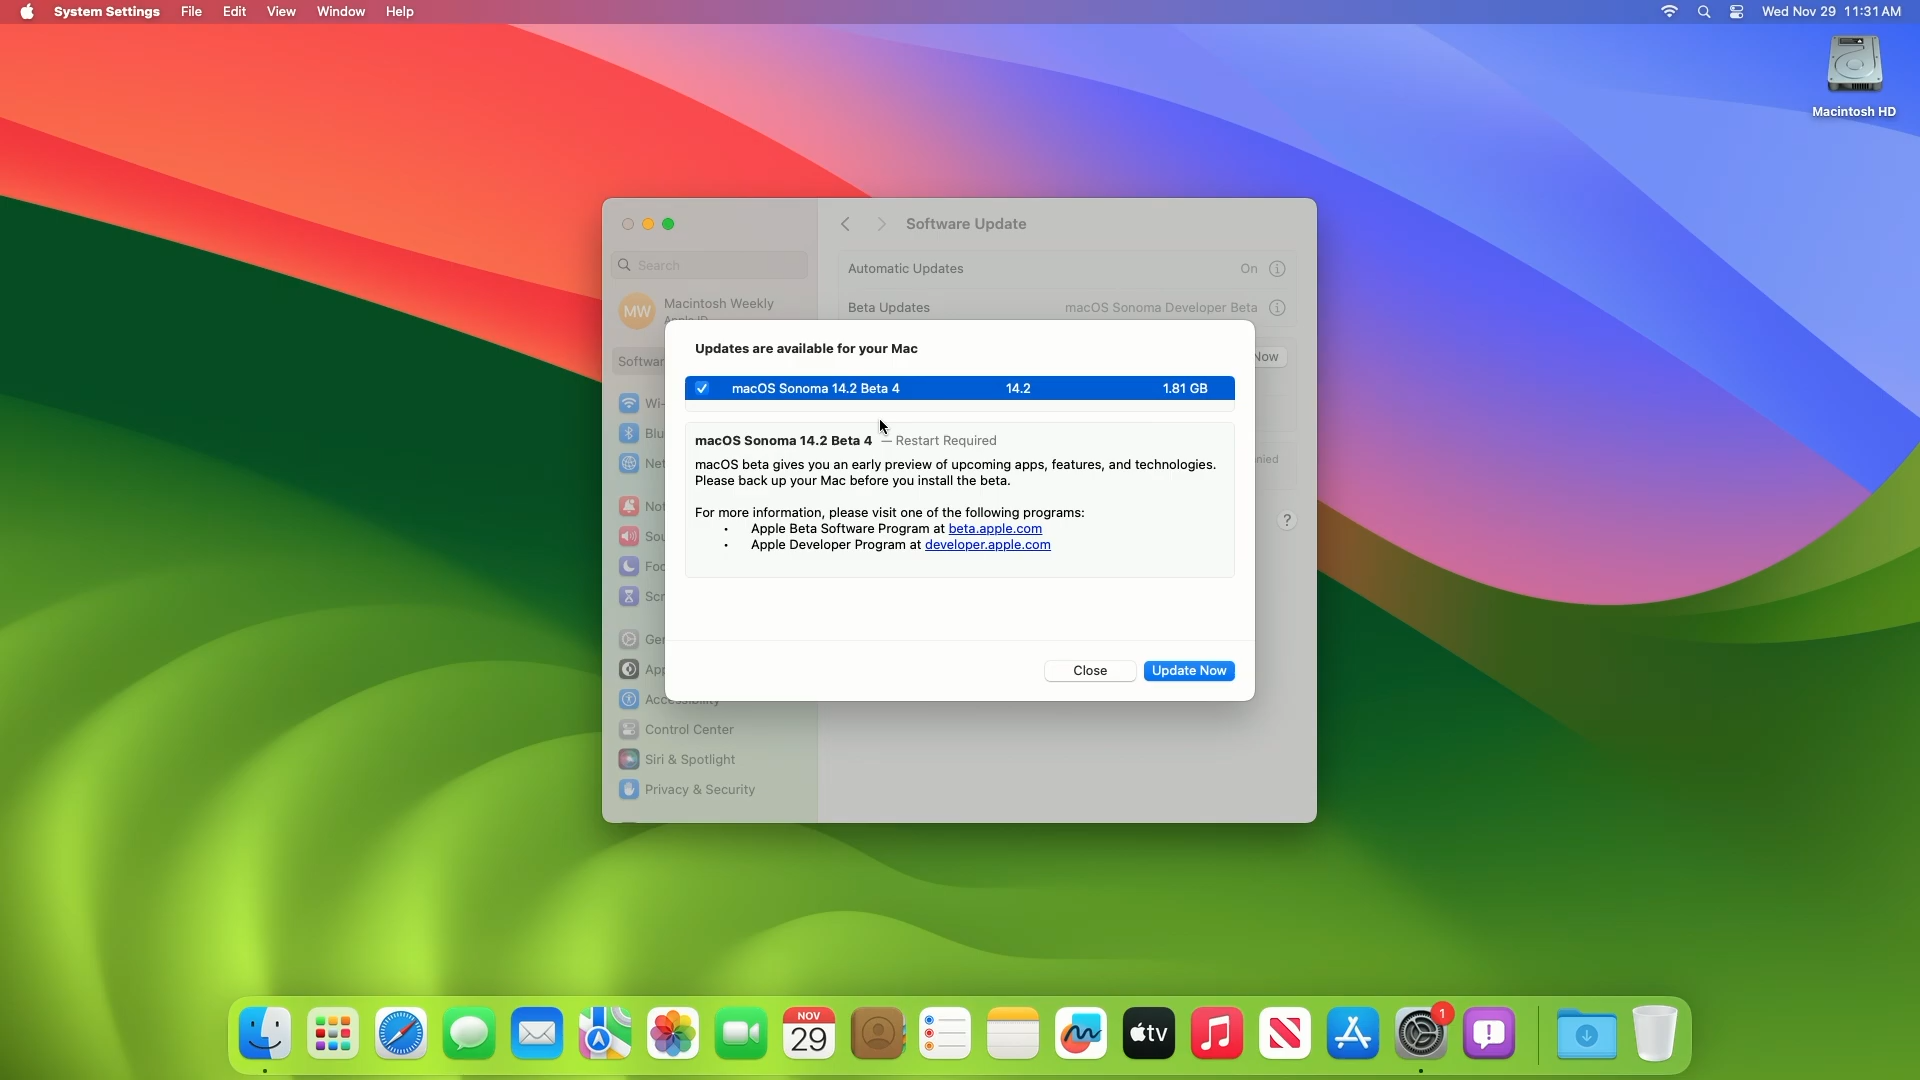 System Settings File Edit View Window Help
Wed Nov 29 11:31 AM
Macintosh HD
Software Update
Search
Automatic Updates On
Macintosh Weekly
MW
Beta Updates macOS Sonoma Developer Beta
Updates are available for your Mac
Now
macOS Sonoma 14.2 Beta 4 14.2 1.81 GB
macOS Sonoma 14.2 Beta 4 — Restart Required
macOS beta gives you an early preview of upcoming apps, features, and technologies.
Please back up your Mac before you install the beta.
For more information, please visit one of the following programs:
• Apple Beta Software Program at beta.apple.com
• Apple Developer Program at developer.apple.com
?
Close Update Now
Accessibility
Control Center
Siri & Spotlight
Privacy & Security
NOV
29
tv
1